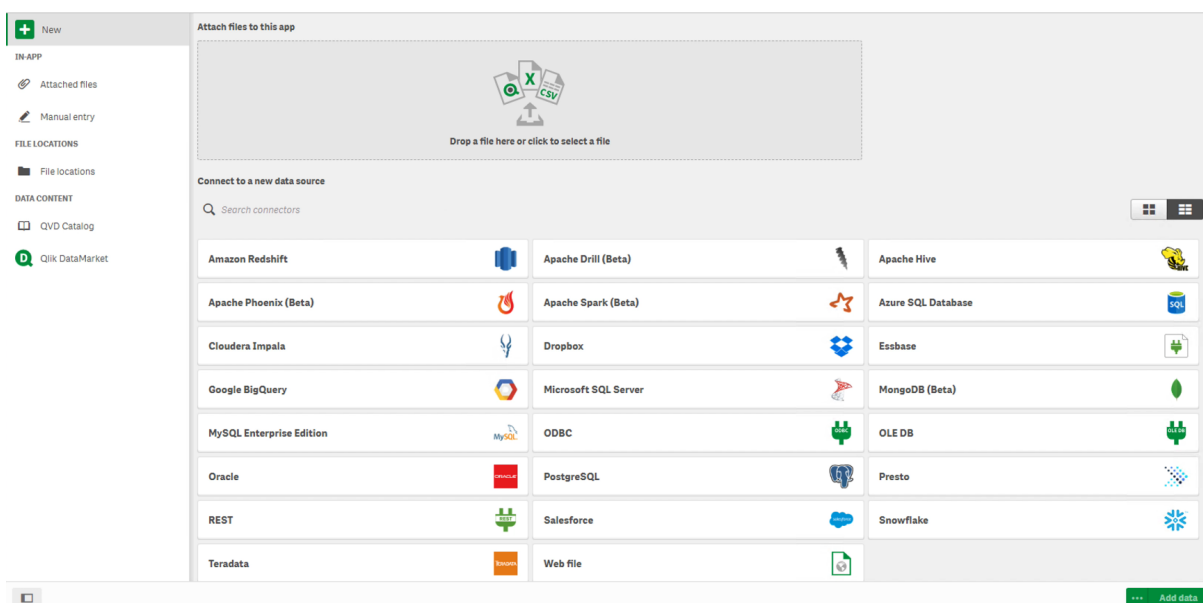 New
IN-APP
Attached files
Manual entry
FILE LOCATIONS
File locations
DATA CONTENT
QVD Catalog
Qlik DataMarket
Attach files to this app
X
CSV
Drop a file here or click to select a file
Connect to a new data source
Search connectors
Amazon Redshift
Apache Drill (Beta)
Apache Hive
HIVE
Apache Phoenix (Beta)
Apache Spark (Beta)
Azure SQL Database
SQL
Cloudera Impala
Dropbox
Essbase
Google BigQuery
Microsoft SQL Server
MongoDB (Beta)
MySQL Enterprise Edition
MySQL
ODBC
ODBC
OLE DB
OLE DB
Oracle
ORACLE
PostgreSQL
Presto
REST
REST
Salesforce
salesforce
Snowflake
Teradata
TERADATA
Web file
Add data